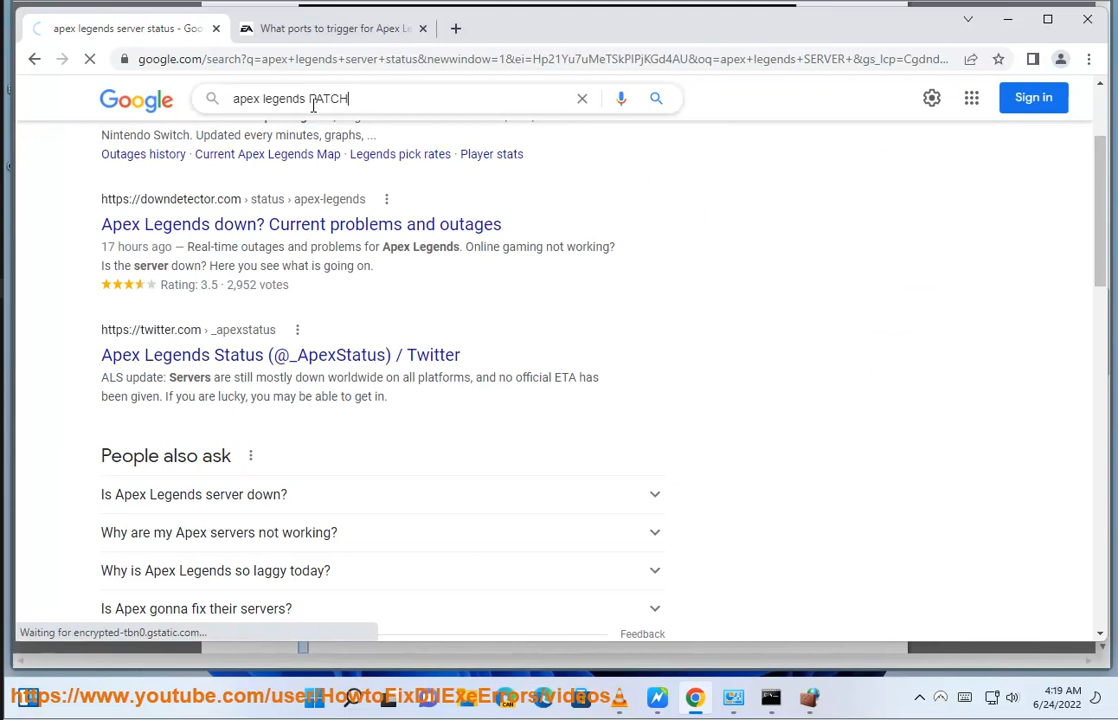 apex legends server status - Goo
What ports to trigger for Apex Le
google.com/search?q=apex+legends+server+status&newwindow=1&ei=Hp21Yu7uMeTSkPIPjKGd4AU&oq=apex+legends+SERVER+&gs_lcp=Cgdnd...
Google
apex legends PATCH
Sign in
Nintendo Switch. Updated every minutes, graphs, ...
Outages history · Current Apex Legends Map · Legends pick rates · Player stats
https://downdetector.com › status › apex-legends
Apex Legends down? Current problems and outages
17 hours ago — Real-time outages and problems for Apex Legends. Online gaming not working?
Is the server down? Here you see what is going on.
Rating: 3.5 · 2,952 votes
https://twitter.com › _apexstatus
Apex Legends Status (@_ApexStatus) / Twitter
ALS update: Servers are still mostly down worldwide on all platforms, and no official ETA has
been given. If you are lucky, you may be able to get in.
People also ask
Is Apex Legends server down?
Why are my Apex servers not working?
Why is Apex Legends so laggy today?
Is Apex gonna fix their servers?
Feedback
Waiting for encrypted-tbn0.gstatic.com...
https://www.youtube.com/user/HowtoFixDllExeErrors/videos
4:19 AM
6/24/2022